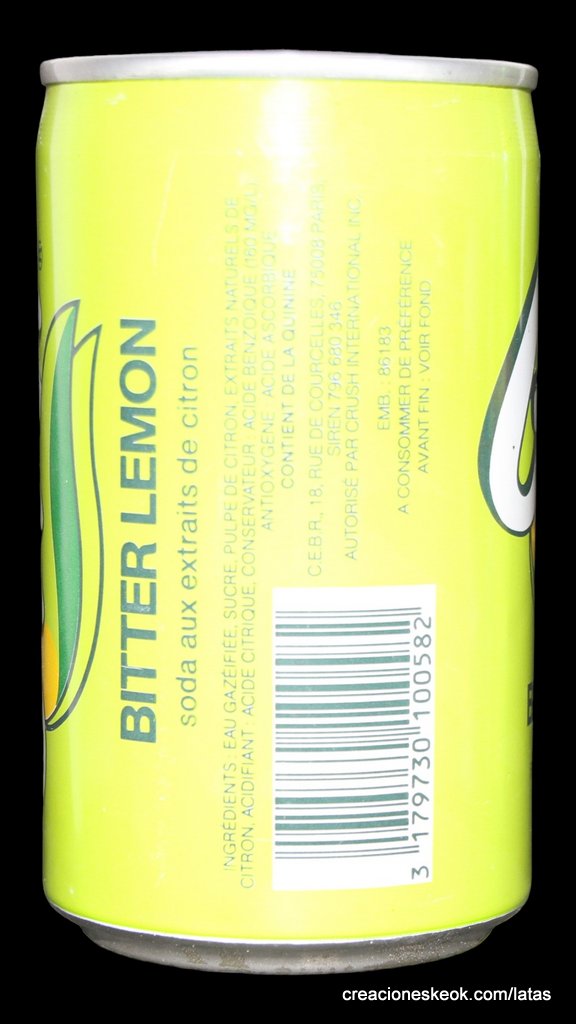 BITTER LEMON
soda aux extraits de citron
INGRÉDIENTS : EAU GAZÉIFIÉE, SUCRE, PULPE DE CITRON, EXTRAITS NATURELS DE
CITRON, ACIDIFIANT : ACIDE CITRIQUE, CONSERVATEUR : ACIDE BENZOIQUE (160 MG/L)
ANTIOXYGÈNE : ACIDE ASCORBIQUE
CONTIENT DE LA QUININE
C.E.B.R., 18, RUE DE COURCELLES, 75008 PARIS
SIREN 796 680 346
AUTORISÉ PAR CRUSH INTERNATIONAL INC.
EMB. : 86183
A CONSOMMER DE PRÉFÉRENCE
AVANT FIN : VOIR FOND
3 179730 100582
creacioneskeok.com/latas